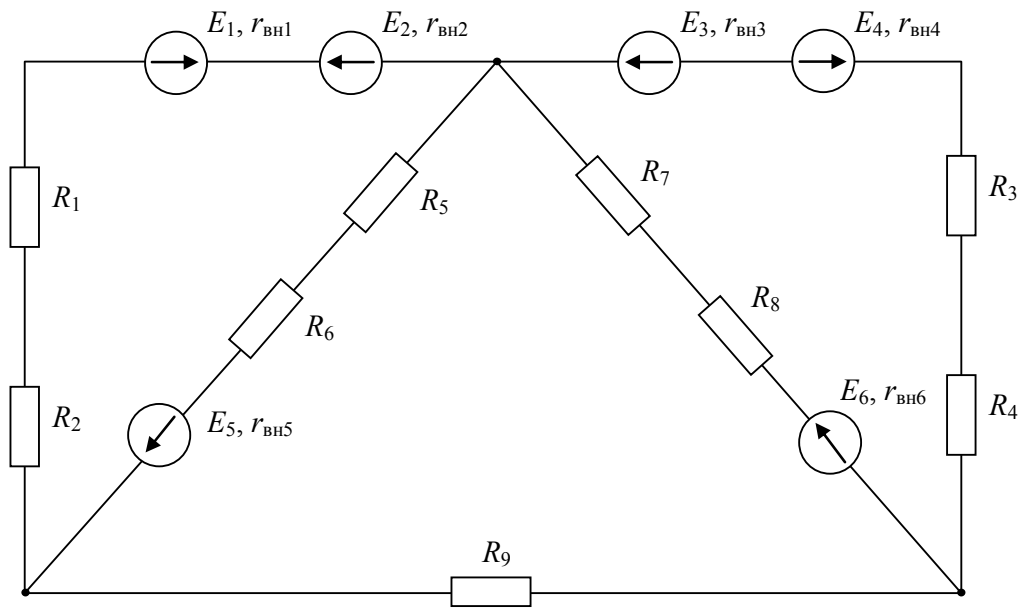 E1, rвн1
E2, rвн2
E3, rвн3
E4, rвн4
R1
R5
R7
R3
R6
R8
R2
E5, rвн5
E6, rвн6
R4
R9